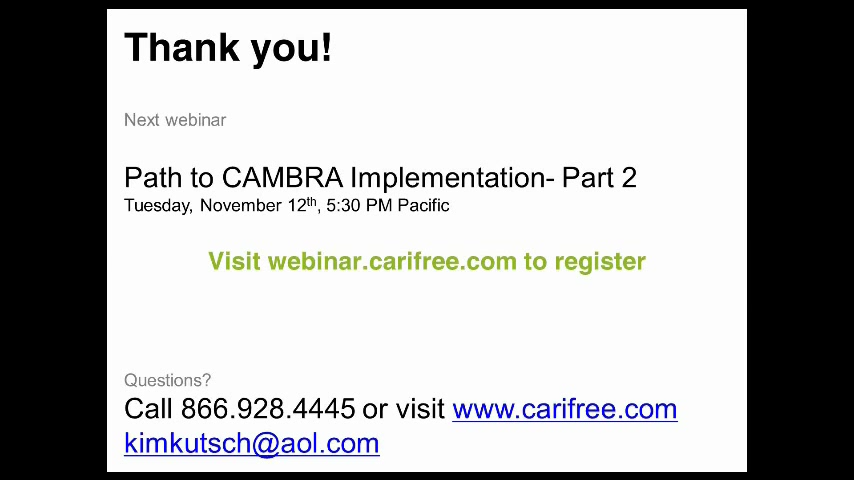 Thank you!
Next webinar
Path to CAMBRA Implementation- Part 2
Tuesday, November 12th, 5:30 PM Pacific
Visit webinar.carifree.com to register
Questions?
Call 866.928.4445 or visit www.carifree.com
kimkutsch@aol.com